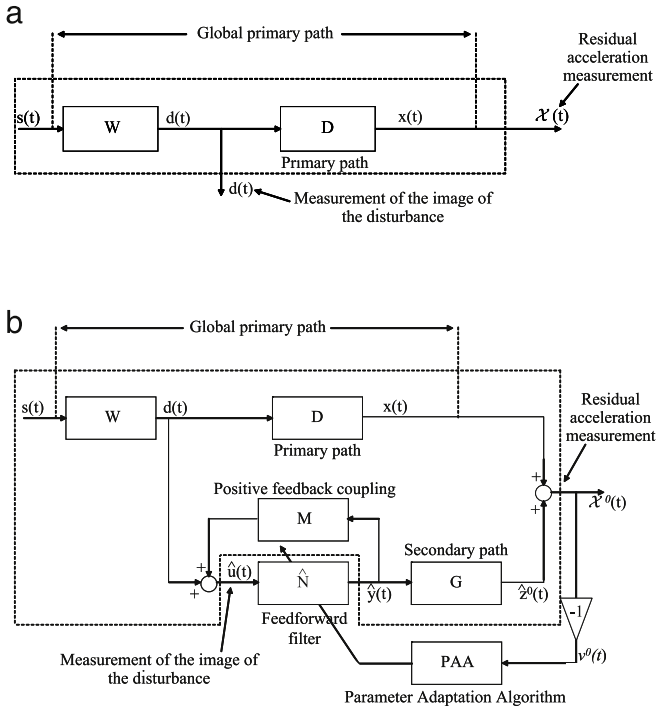 a
Global primary path
Residual
acceleration
measurement
s(t)
W
d(t)
D
x(t)
𝒳(t)
Primary path
d(t)
Measurement of the image of
the disturbance
b
Global primary path
Residual
acceleration
measurement
s(t)
W
d(t)
D
x(t)
Primary path
+
+
𝒳⁰(t)
Positive feedback coupling
M
Secondary path
+
+
û(t)
N̂
ŷ(t)
G
ẑ⁰(t)
Feedforward
filter
-1
Measurement of the image of
the disturbance
PAA
ν⁰(t)
Parameter Adaptation Algorithm